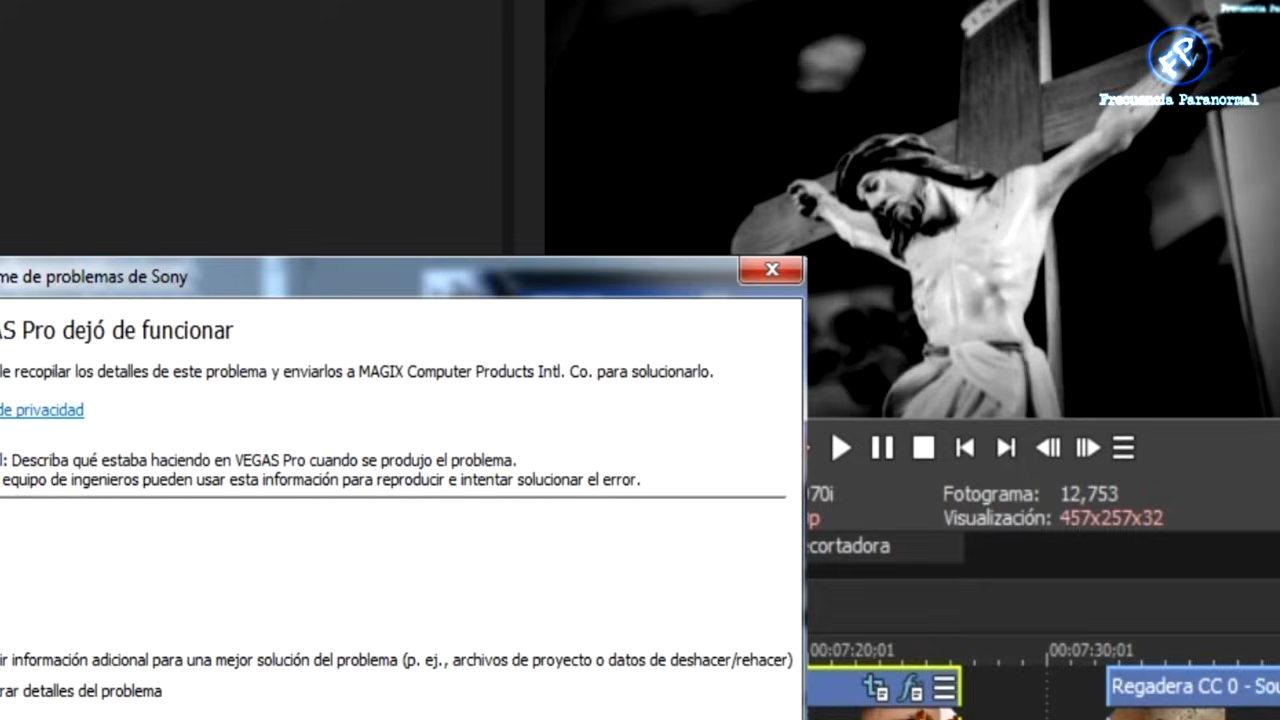 FP
Frecuencia Paranormal
me de problemas de Sony
AS Pro dejó de funcionar
le recopilar los detalles de este problema y enviarlos a MAGIX Computer Products Intl. Co. para solucionarlo.
de privacidad
l: Describa qué estaba haciendo en VEGAS Pro cuando se produjo el problema.
equipo de ingenieros pueden usar esta información para reproducir e intentar solucionar el error.
70i
Fotograma: 12,753
p
Visualización: 457x257x32
cortadora
ir información adicional para una mejor solución del problema (p. ej., archivos de proyecto o datos de deshacer/rehacer)
rar detalles del problema
00:07:20;01
00:07:30;01
Regadera CC 0 - Sou